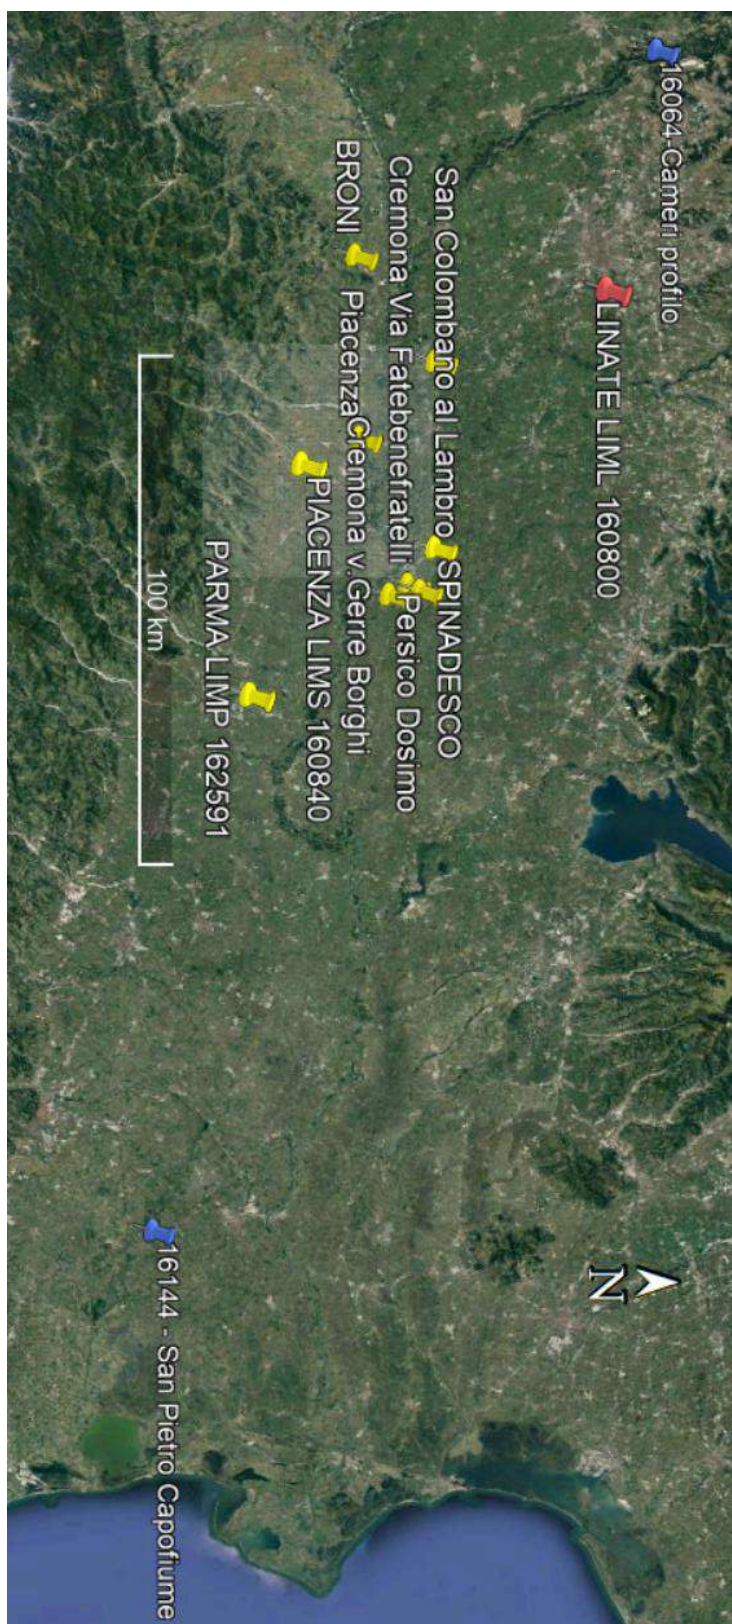 16064-Cameri profilo
LINATE LIML 160800
San Colombano al Lambro
SPINADESCO
Cremona Via Fatebenefratelli
Persico Dosimo
BRONI
Piacenza
Cremona v.Gerre Borghi
PIACENZA LIMS 160840
PARMA LIMP 162591
100 km
N
16144 - San Pietro Capofiume